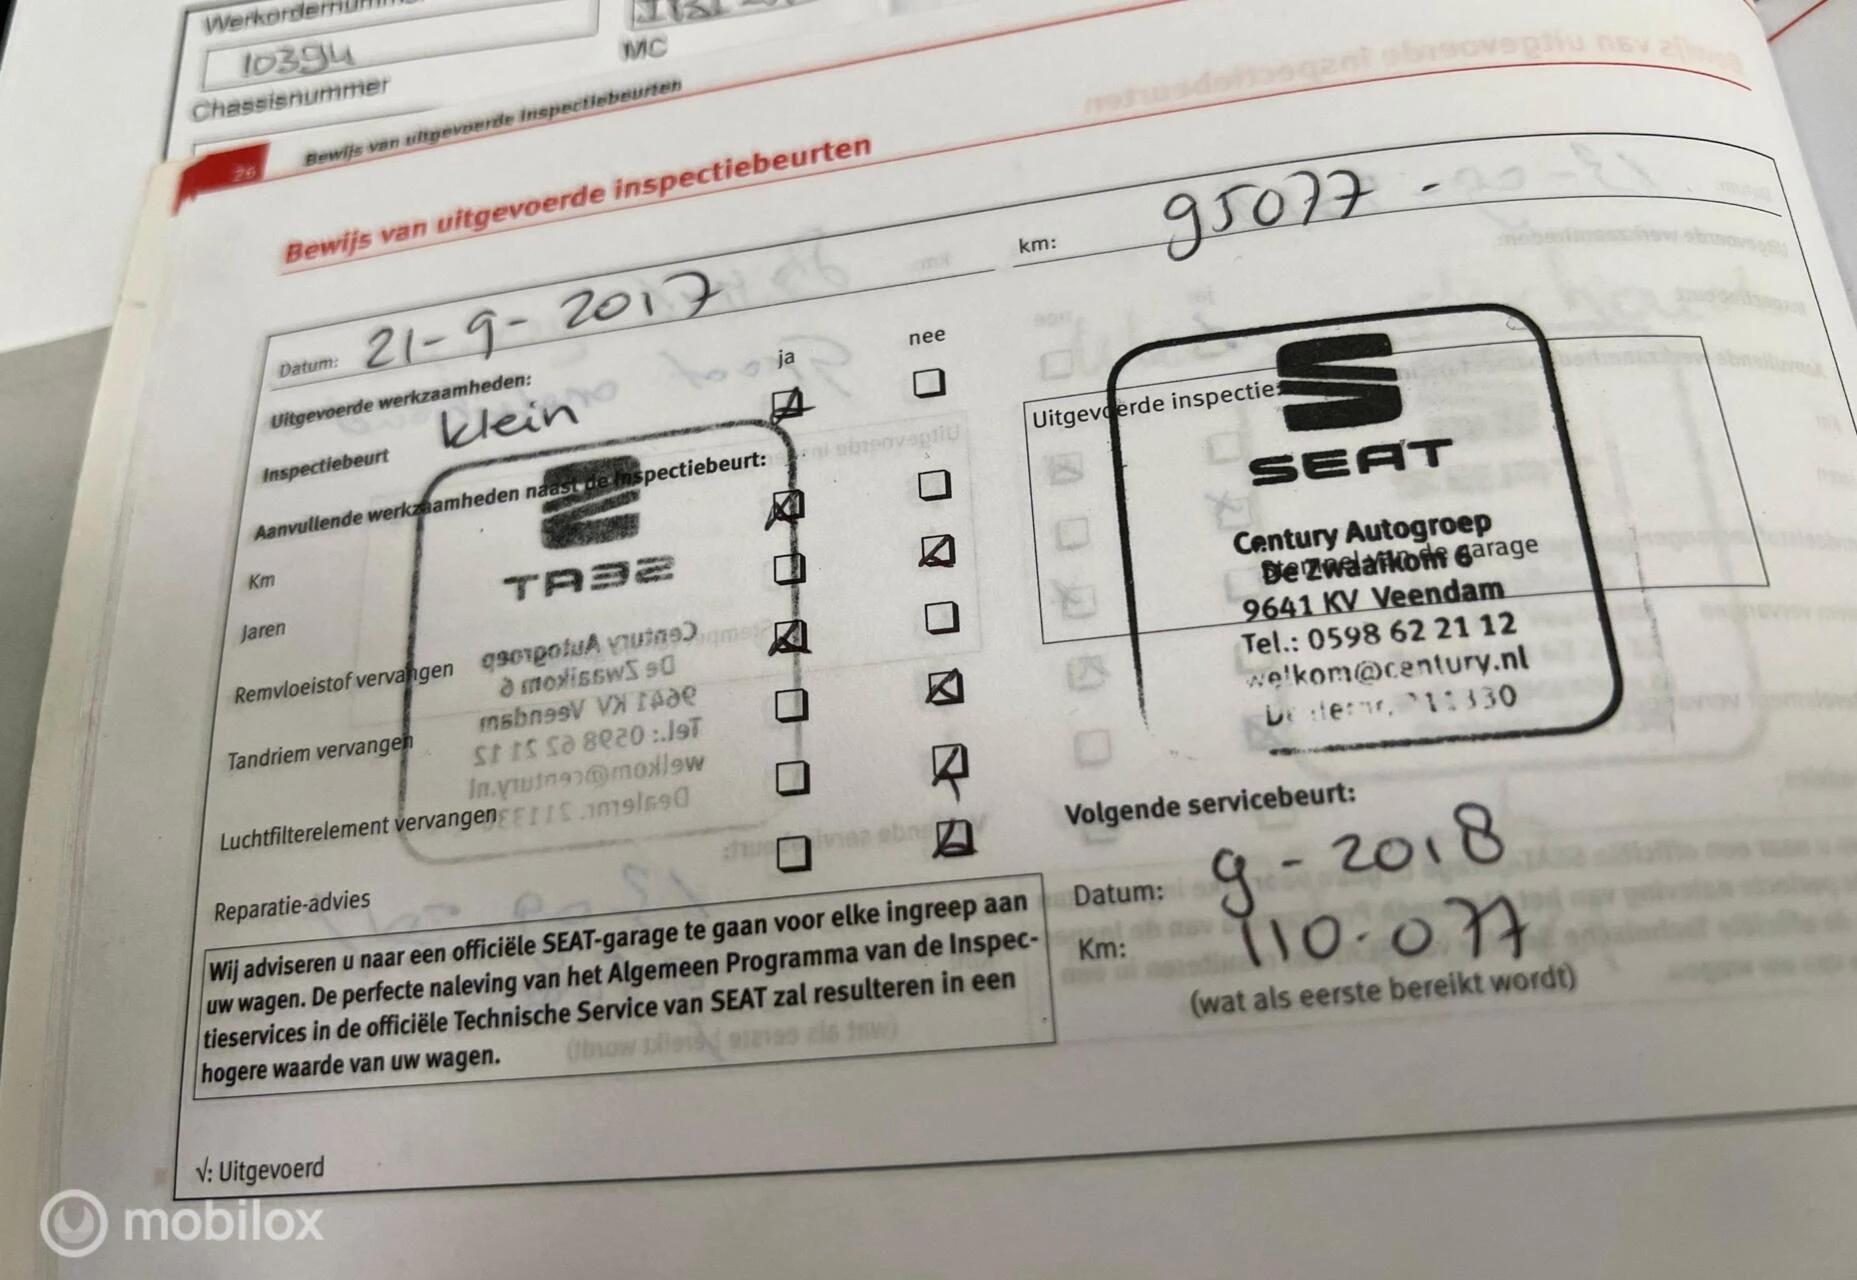 10394
MC
Chassisnummer
Bewijs van uitgevoerde inspectiebeurten
26
Bewijs van uitgevoerde inspectiebeurten
Datum: 21-9-2017
km: 95077 -
Uitgevoerde werkzaamheden:
ja
nee
Inspectiebeurt klein
Aanvullende werkzaamheden naast de inspectiebeurt:
Km
Jaren
Remvloeistof vervangen
Tandriem vervangen
Luchtfilterelement vervangen
Reparatie-advies
Uitgevoerde inspectie:
SEAT
Century Autogroep
De Zwaaikom 6
Stempel van de garage
9641 KV Veendam
Tel.: 0598 62 21 12
welkom@century.nl
Volgende servicebeurt:
Datum: 9-2018
Km: 110.077
(wat als eerste bereikt wordt)
Wij adviseren u naar een officiële SEAT-garage te gaan voor elke ingreep aan
uw wagen. De perfecte naleving van het Algemeen Programma van de Inspec-
tieservices in de officiële Technische Service van SEAT zal resulteren in een
hogere waarde van uw wagen.
√: Uitgevoerd
mobilox